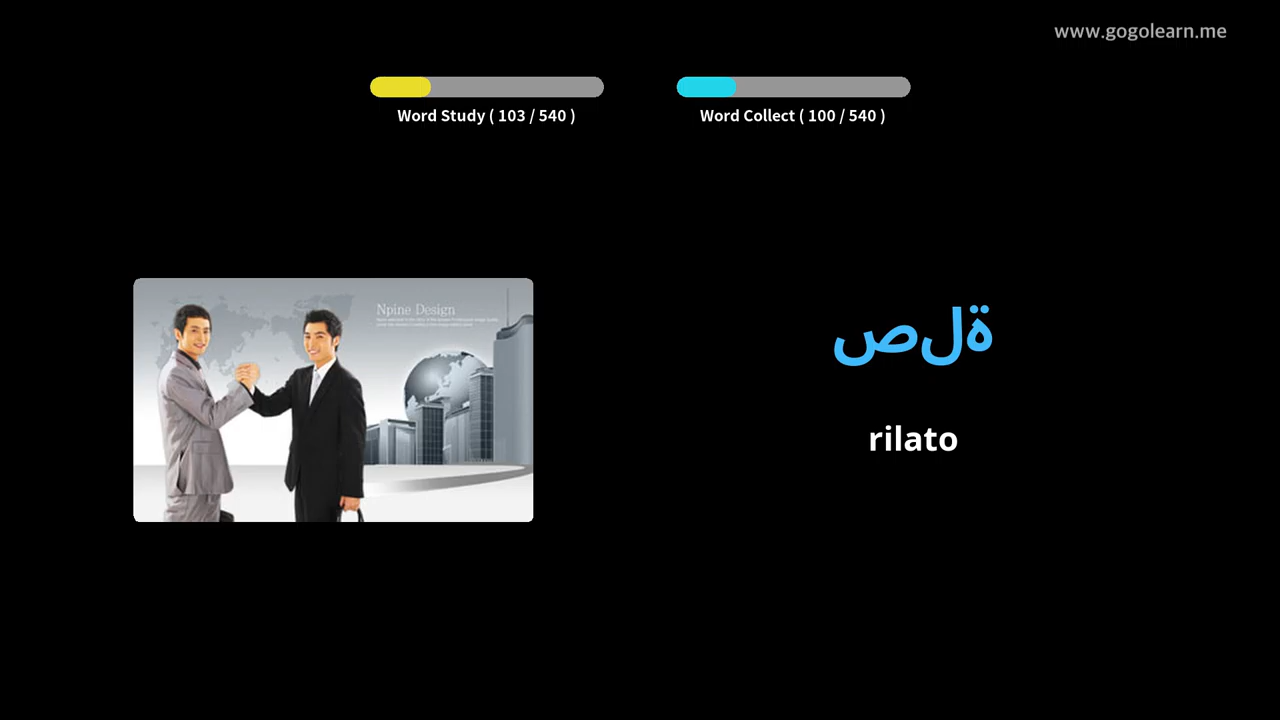 www.gogolearn.me
Word Study ( 103 / 540 )
Word Collect ( 100 / 540 )
Npine Design
صلة
rilato